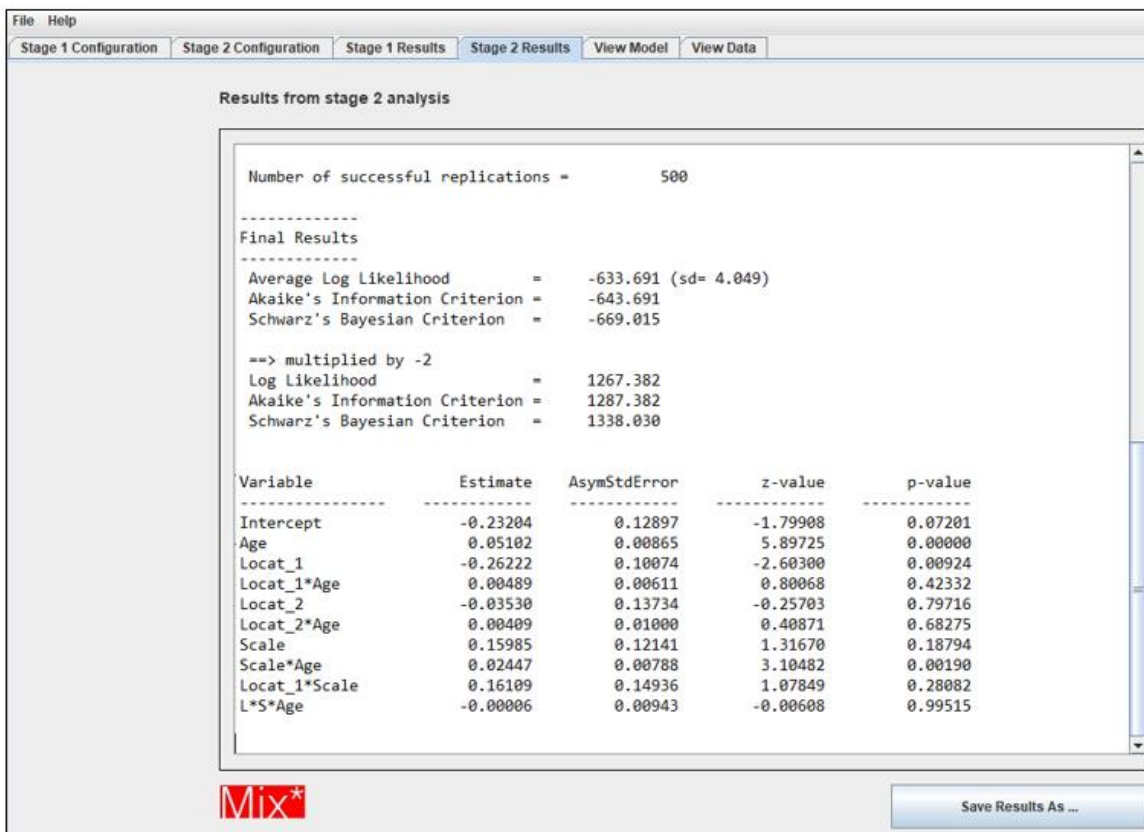 File Help
Stage 1 Configuration Stage 2 Configuration Stage 1 Results Stage 2 Results View Model View Data
Results from stage 2 analysis
Number of successful replications = 500
-------------
Final Results
-------------
Average Log Likelihood = -633.691 (sd= 4.049)
Akaike's Information Criterion = -643.691
Schwarz's Bayesian Criterion = -669.015
==> multiplied by -2
Log Likelihood = 1267.382
Akaike's Information Criterion = 1287.382
Schwarz's Bayesian Criterion = 1338.030
Variable Estimate AsymStdError z-value p-value
---------------- ------------ ------------ ------------ ------------
Intercept -0.23204 0.12897 -1.79908 0.07201
Age 0.05102 0.00865 5.89725 0.00000
Locat_1 -0.26222 0.10074 -2.60300 0.00924
Locat_1*Age 0.00489 0.00611 0.80068 0.42332
Locat_2 -0.03530 0.13734 -0.25703 0.79716
Locat_2*Age 0.00409 0.01000 0.40871 0.68275
Scale 0.15985 0.12141 1.31670 0.18794
Scale*Age 0.02447 0.00788 3.10482 0.00190
Locat_1*Scale 0.16109 0.14936 1.07849 0.28082
L*S*Age -0.00006 0.00943 -0.00608 0.99515
Mix* Save Results As ...